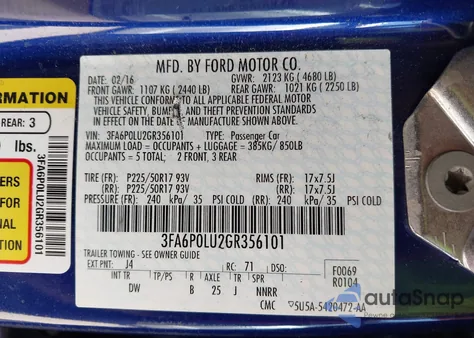 MFD. BY FORD MOTOR CO.
DATE: 02/16 GVWR: 2123 KG ( 4680 LB)
FRONT GAWR: 1107 KG ( 2440 LB) REAR GAWR: 1021 KG ( 2250 LB)
THIS VEHICLE CONFORMS TO ALL APPLICABLE FEDERAL MOTOR
VEHICLE SAFETY, BUMPER, AND THEFT PREVENTION STANDARDS
IN EFFECT ON THE DATE OF MANUFACTURE SHOWN ABOVE.
VIN: 3FA6P0LU2GR356101 TYPE: Passenger Car
MAXIMUM LOAD = OCCUPANTS + LUGGAGE = 385KG/ 850LB
OCCUPANTS = 5 TOTAL; 2 FRONT, 3 REAR
TIRE (FR): P225/50R17 93V RIMS (FR): 17x7.5J
TIRE (RR): P225/50R17 93V RIMS (RR): 17x7.5J
PRESSURE (FR): 240 kPa/ 35 PSI COLD (RR): 240 kPa/ 35 PSI COLD
3FA6P0LU2GR356101
TRAILER TOWING - SEE OWNER GUIDE
EXT PNT: J4 RC: 71 DSO: F0069
INT TR TP/PS R AXLE TR SPR R0104
DW B 25 J NNRR
CMC 5U5A-5420472-AA
ORMATION
REAR: 3
lbs.
ERS
NAL
ION
3FA6P0LU2GR356101
autoSnap